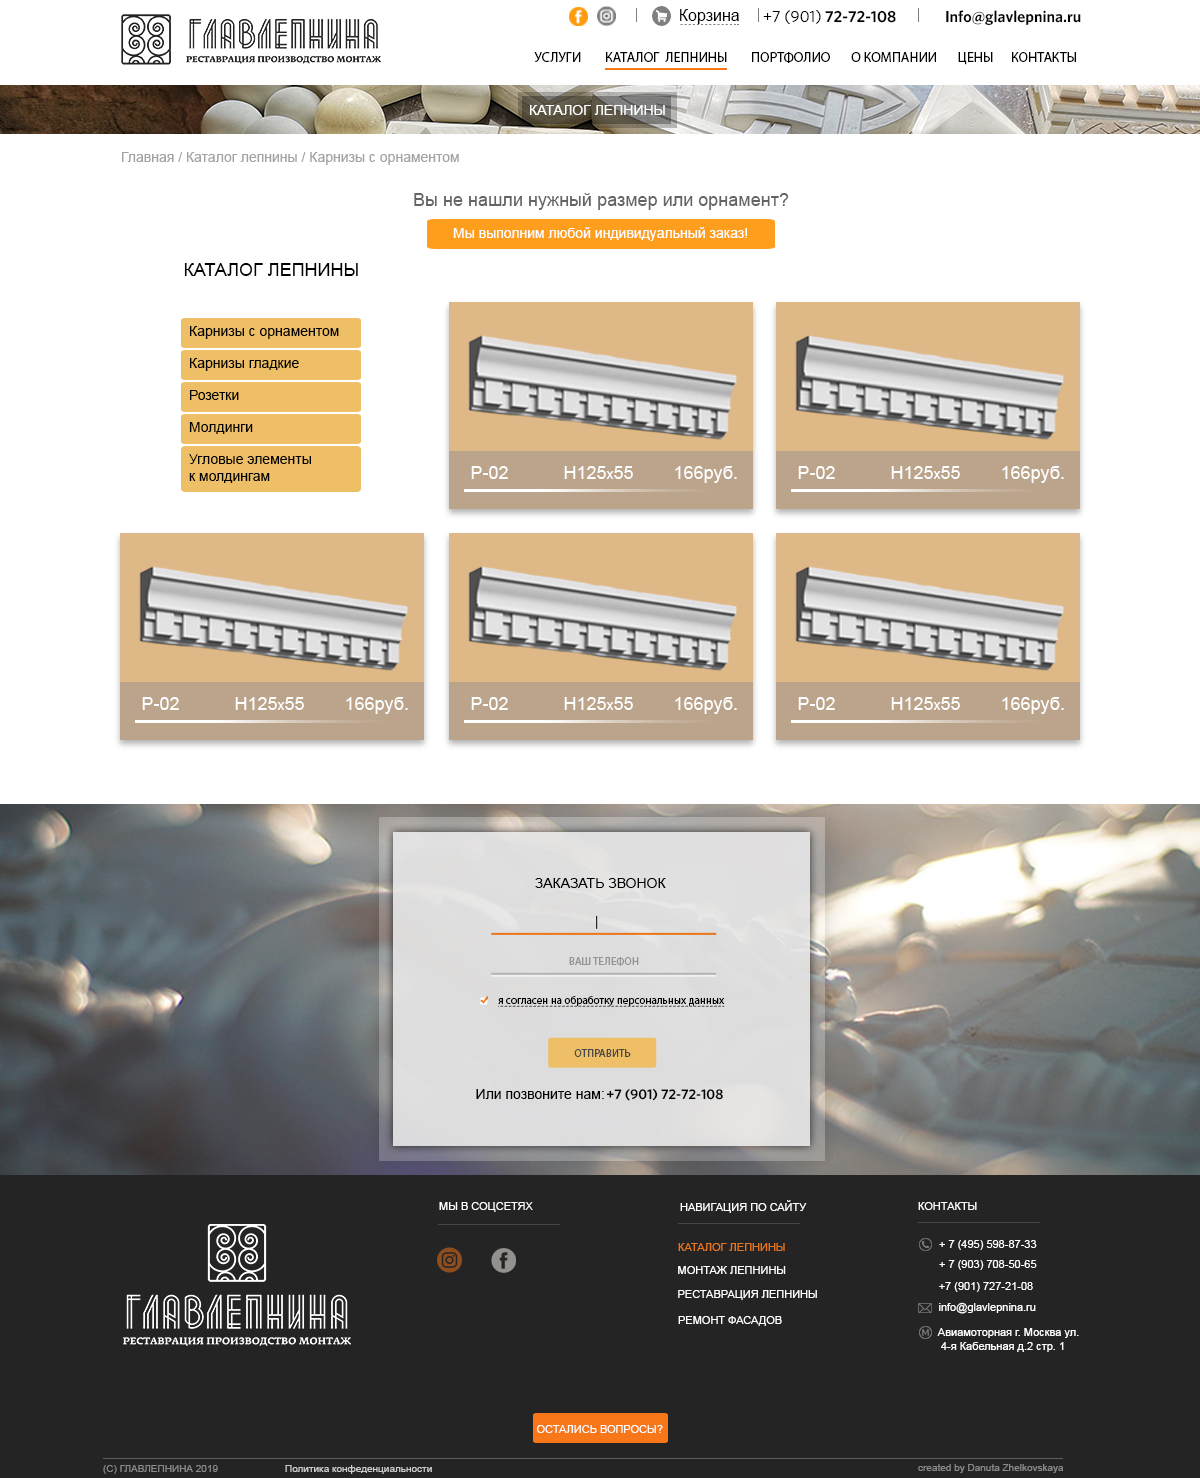 ГЛАВЛЕПНИНА
РЕСТАВРАЦИЯ ПРОИЗВОДСТВО МОНТАЖ
Корзина
+7 (901) 72-72-108
Info@glavlepnina.ru
УСЛУГИ
КАТАЛОГ ЛЕПНИНЫ
ПОРТФОЛИО
О КОМПАНИИ
ЦЕНЫ
КОНТАКТЫ
КАТАЛОГ ЛЕПНИНЫ
Главная / Каталог лепнины / Карнизы с орнаментом
Вы не нашли нужный размер или орнамент?
Мы выполним любой индивидуальный заказ!
КАТАЛОГ ЛЕПНИНЫ
Карнизы с орнаментом
Карнизы гладкие
Розетки
Молдинги
Угловые элементы
к молдингам
Р-02 Н125х55 166руб.
Р-02 Н125х55 166руб.
Р-02 Н125х55 166руб.
Р-02 Н125х55 166руб.
Р-02 Н125х55 166руб.
ЗАКАЗАТЬ ЗВОНОК
ВАШ ТЕЛЕФОН
я согласен на обработку персональных данных
ОТПРАВИТЬ
Или позвоните нам: +7 (901) 72-72-108
ГЛАВЛЕПНИНА
РЕСТАВРАЦИЯ ПРОИЗВОДСТВО МОНТАЖ
МЫ В СОЦСЕТЯХ
НАВИГАЦИЯ ПО САЙТУ
КАТАЛОГ ЛЕПНИНЫ
МОНТАЖ ЛЕПНИНЫ
РЕСТАВРАЦИЯ ЛЕПНИНЫ
РЕМОНТ ФАСАДОВ
КОНТАКТЫ
+ 7 (495) 598-87-33
+ 7 (903) 708-50-65
+7 (901) 727-21-08
info@glavlepnina.ru
Авиамоторная г. Москва ул.
4-я Кабельная д.2 стр. 1
ОСТАЛИСЬ ВОПРОСЫ?
(С) ГЛАВЛЕПНИНА 2019
Политика конфеденциальности
created by Danuta Zhelkovskaya